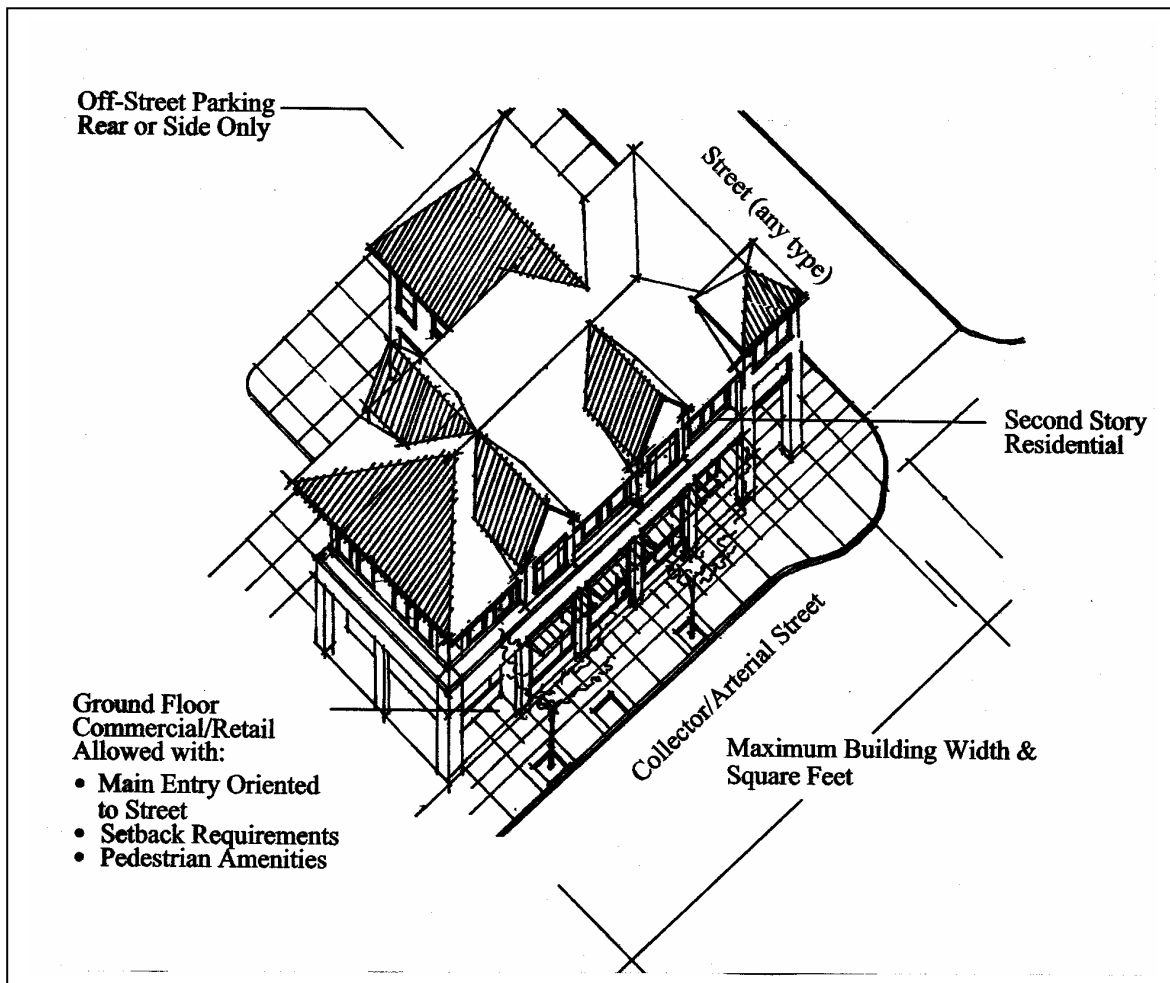 Off-Street Parking
Rear or Side Only
Street (any type)
Second Story
Residential
Ground Floor
Commercial/Retail
Allowed with:
• Main Entry Oriented
to Street
• Setback Requirements
• Pedestrian Amenities
Collector/Arterial Street
Maximum Building Width &
Square Feet